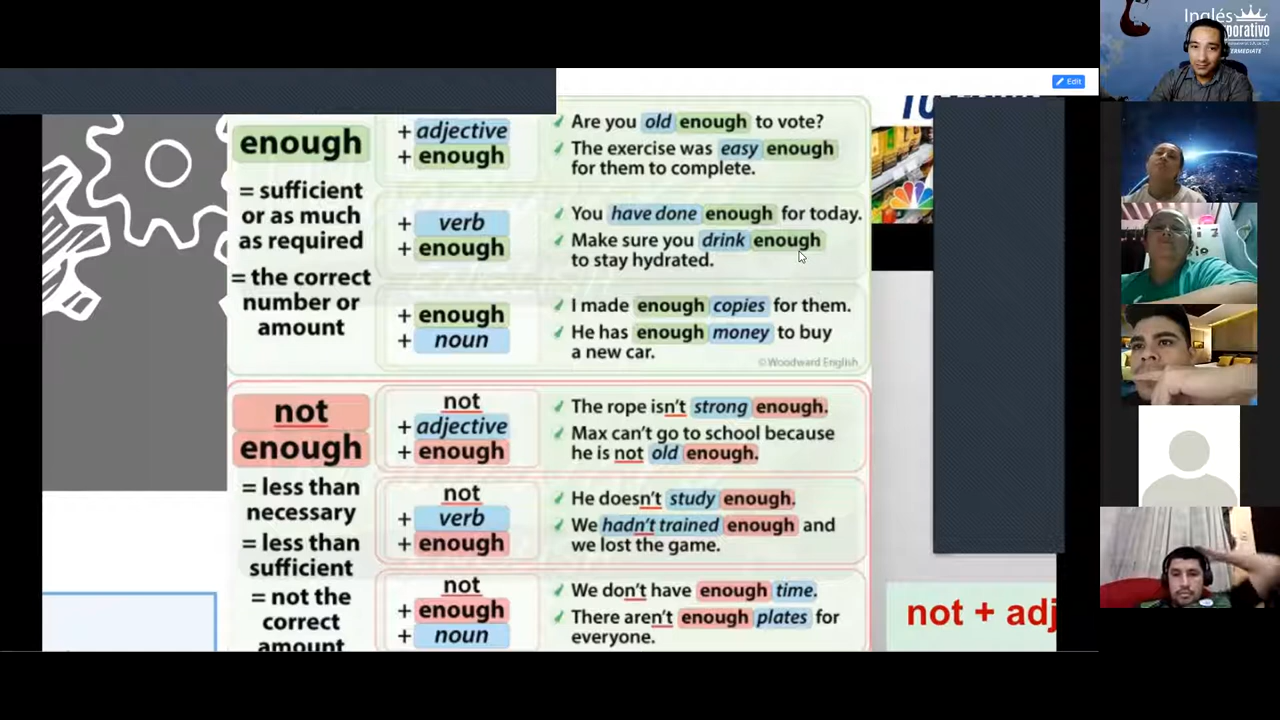 Inglés
Edit
enough
+ adjective
+ enough
Are you old enough to vote?
The exercise was easy enough
for them to complete.
= sufficient
or as much
as required
= the correct
number or
amount
+ verb
+ enough
You have done enough for today.
Make sure you drink enough
to stay hydrated.
+ enough
+ noun
I made enough copies for them.
He has enough money to buy
a new car.
©Woodward English
not
enough
not
+ adjective
+ enough
The rope isn't strong enough.
Max can't go to school because
he is not old enough.
= less than
necessary
= less than
sufficient
= not the
correct
amount
not
+ verb
+ enough
He doesn't study enough.
We hadn't trained enough and
we lost the game.
not
+ enough
+ noun
We don't have enough time.
There aren't enough plates for
everyone.
not + adj